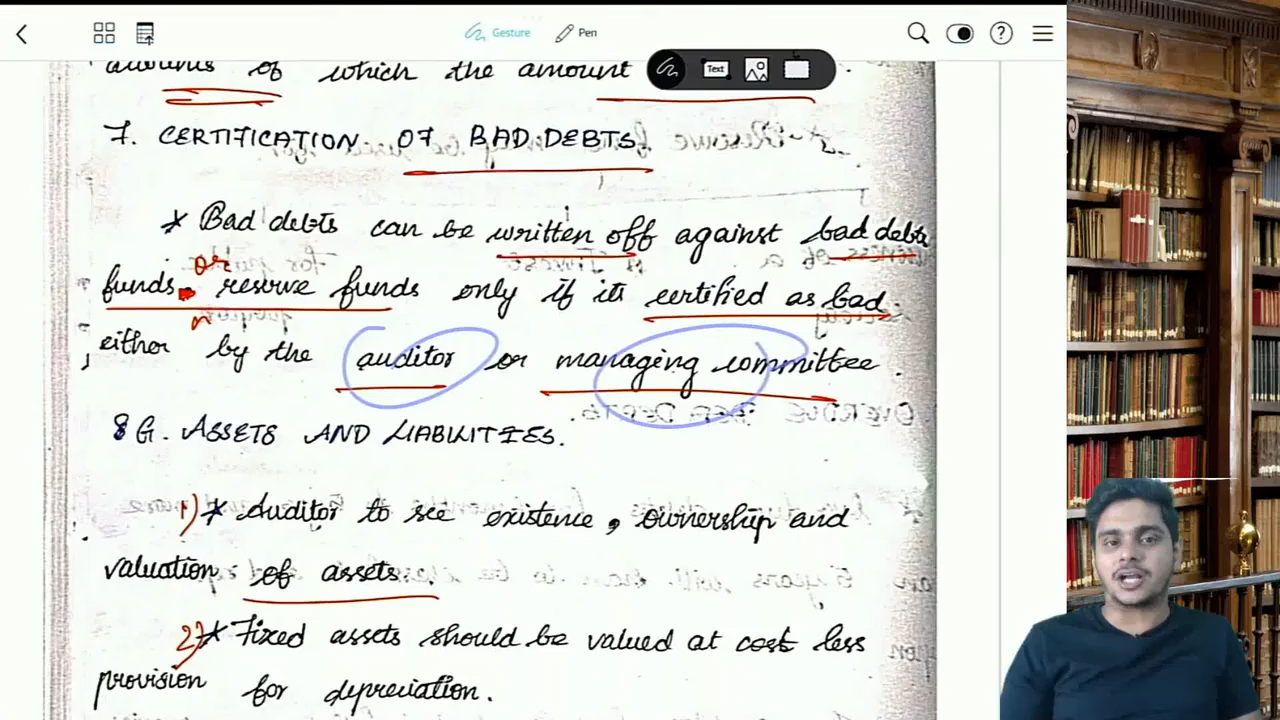 Gesture Pen
amounts of which the amount
Text
7. CERTIFICATION OF BAD DEBTS
* Bad debts can be written off against bad debts
funds or reserve funds only if its certified as bad
either by the auditor or managing committee.
8 G. ASSETS AND LIABILITIES.
1) * Auditor to see existence, ownership and
valuation of assets.
2) * Fixed assets should be valued at cost less
provision for depreciation.